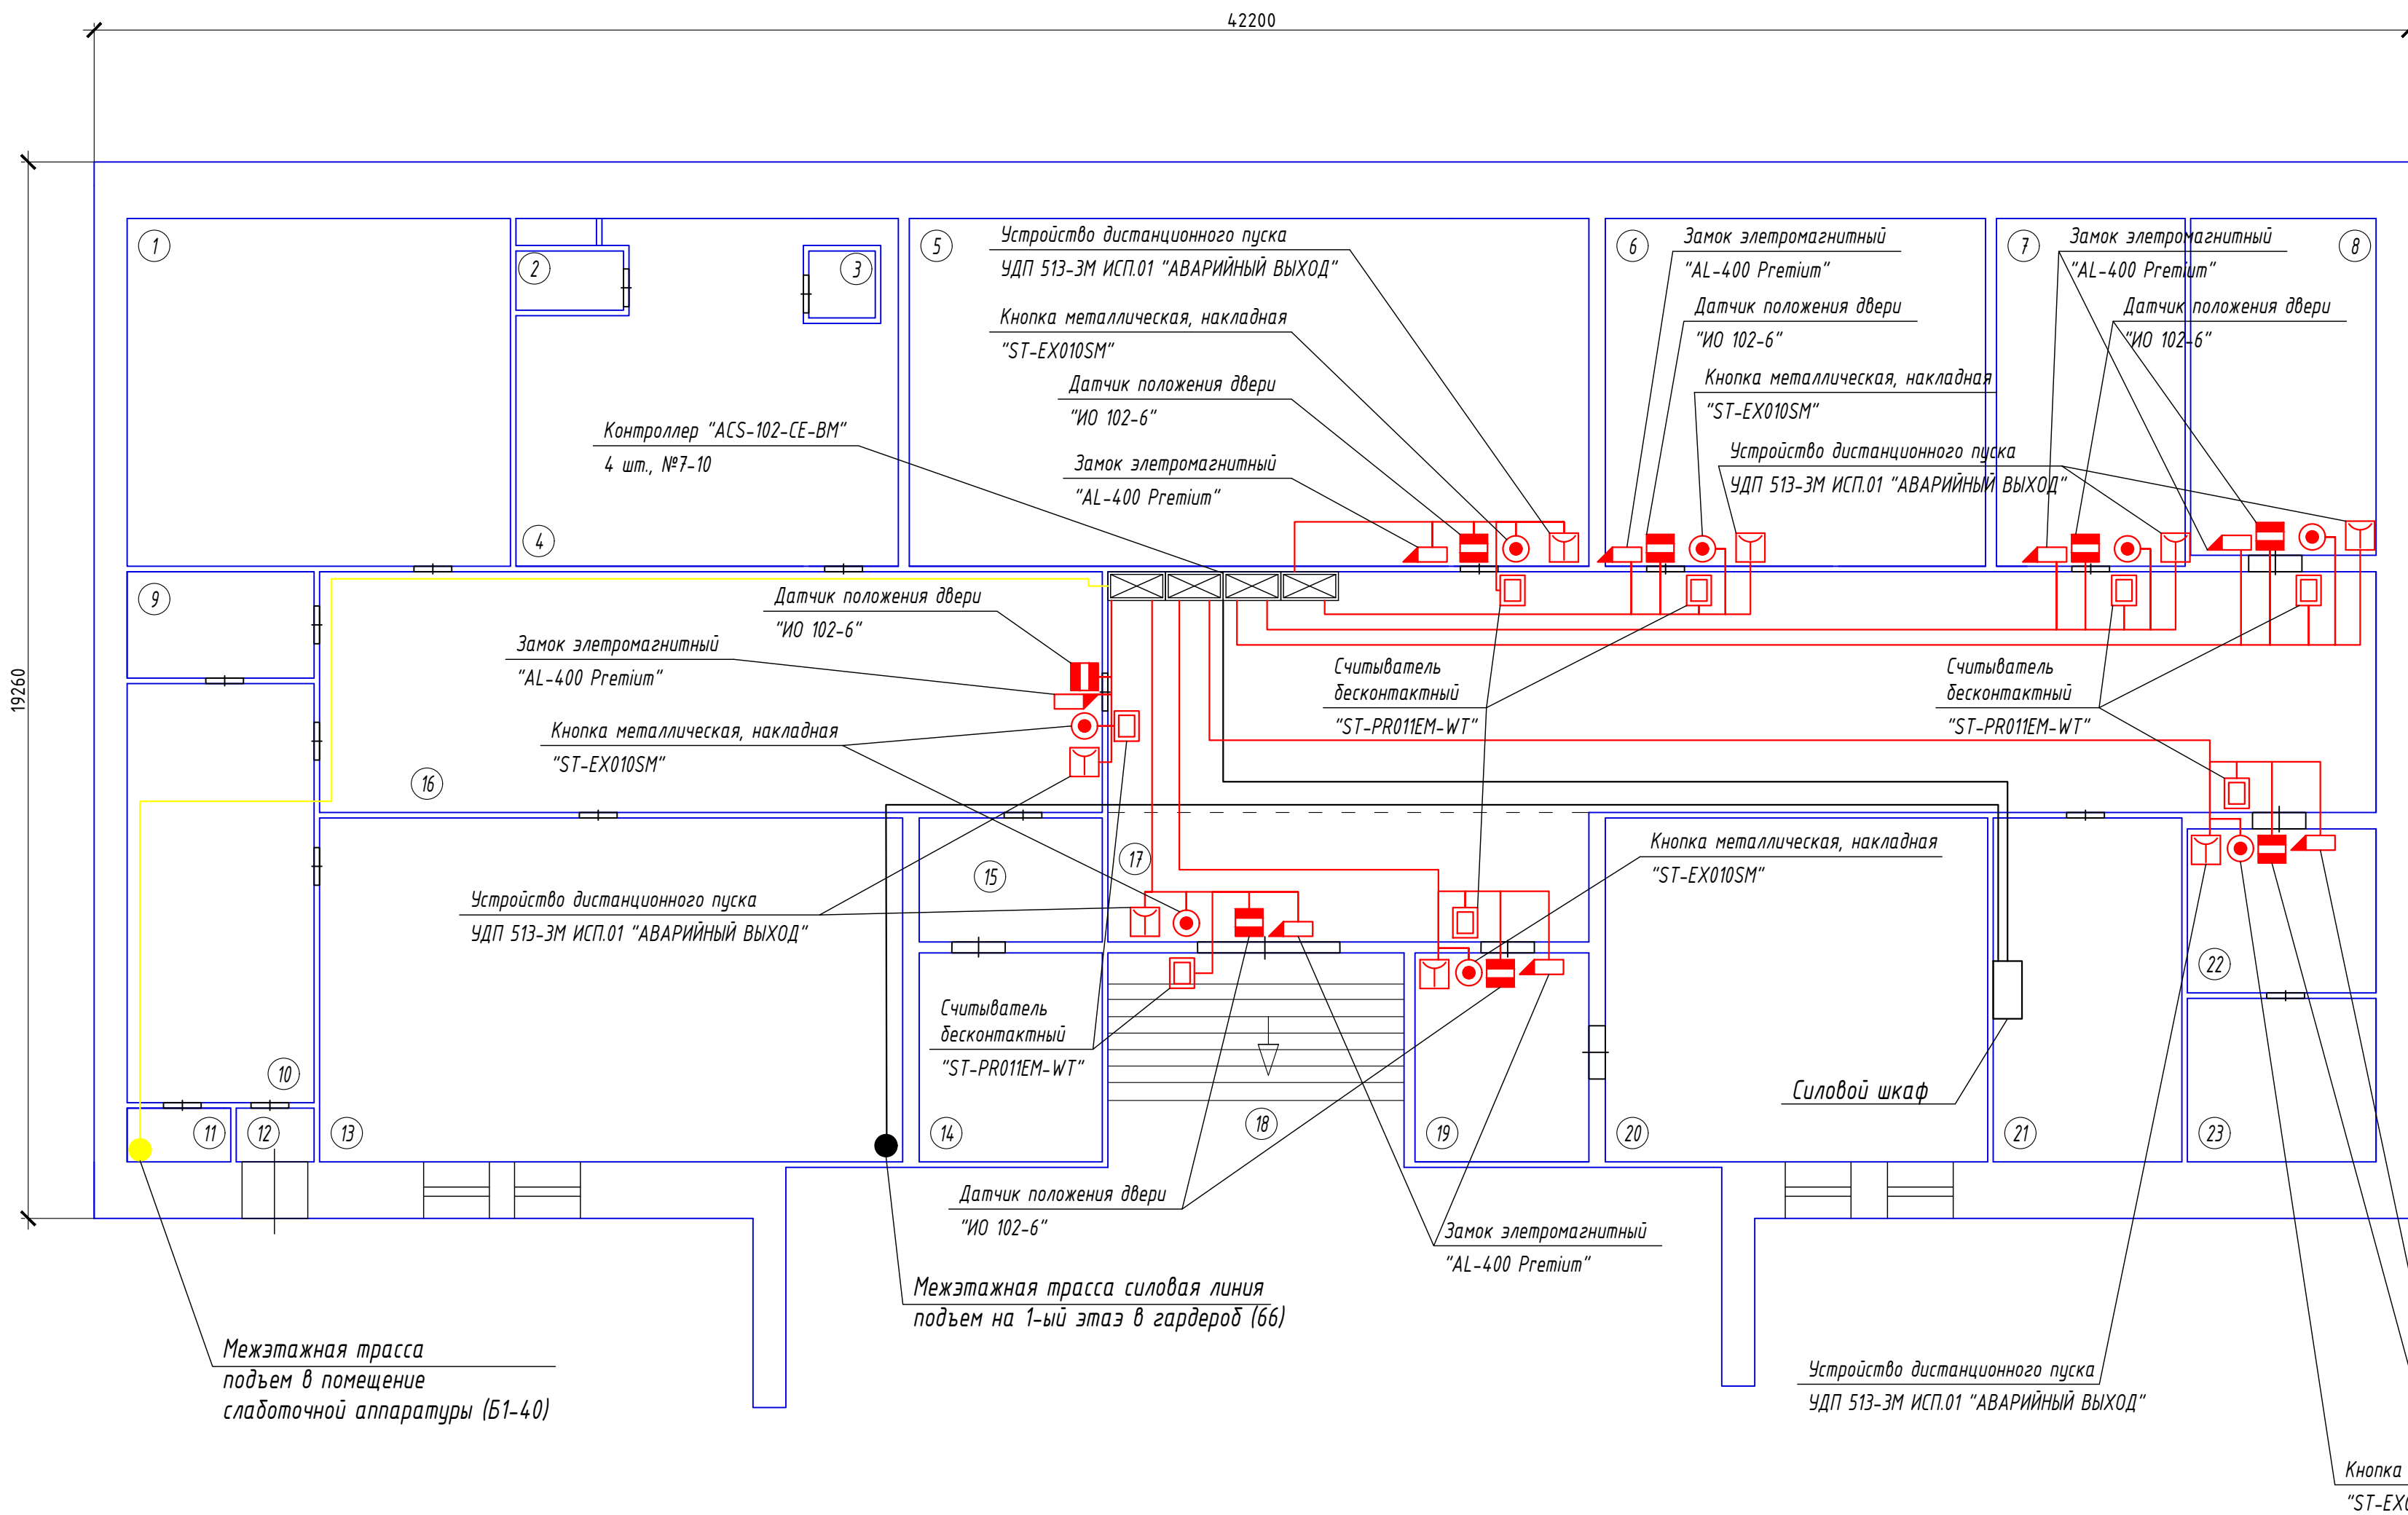 42200
19260
1
2
3
4
5
6
7
8
9
10
11
12
13
14
15
16
17
18
19
20
21
22
23
Устройство дистанционного пуска
УДП 513-3М ИСП.01 "АВАРИЙНЫЙ ВЫХОД"
Кнопка металлическая, накладная
"ST-EX010SM"
Датчик положения двери
"ИО 102-6"
Замок элетромагнитный
"AL-400 Premium"
Контроллер "ACS-102-CE-BM"
4 шт., №7-10
Замок элетромагнитный
"AL-400 Premium"
Датчик положения двери
"ИО 102-6"
Кнопка металлическая, накладная
"ST-EX010SM"
Устройство дистанционного пуска
УДП 513-3М ИСП.01 "АВАРИЙНЫЙ ВЫХОД"
Замок элетромагнитный
"AL-400 Premium"
Датчик положения двери
"ИО 102-6"
Датчик положения двери
"ИО 102-6"
Замок элетромагнитный
"AL-400 Premium"
Кнопка металлическая, накладная
"ST-EX010SM"
Считыватель
бесконтактный
"ST-PR011EM-WT"
Считыватель
бесконтактный
"ST-PR011EM-WT"
Кнопка металлическая, накладная
"ST-EX010SM"
Устройство дистанционного пуска
УДП 513-3М ИСП.01 "АВАРИЙНЫЙ ВЫХОД"
Считыватель
бесконтактный
"ST-PR011EM-WT"
Силовой шкаф
Датчик положения двери
"ИО 102-6"
Замок элетромагнитный
"AL-400 Premium"
Межэтажная трасса силовая линия
подъем на 1-ый этаэ в гардероб (66)
Межэтажная трасса
подъем в помещение
слаботочной аппаратуры (Б1-40)
Устройство дистанционного пуска
УДП 513-3М ИСП.01 "АВАРИЙНЫЙ ВЫХОД"
Кнопка
"ST-EX0